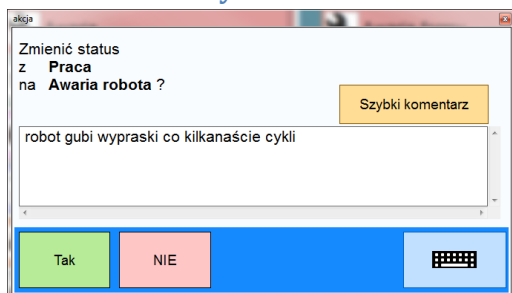 akcja
Zmienić status
z Praca
na Awaria robota ?
Szybki komentarz
robot gubi wypraski co kilkanaście cykli
Tak
NIE